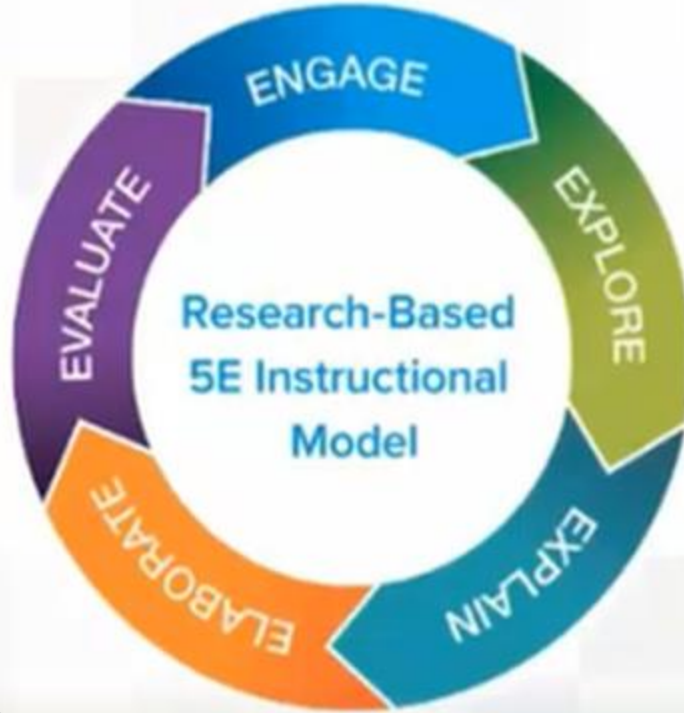 ENGAGE
EXPLORE
EXPLAIN
ELABORATE
EVALUATE
Research-Based
5E Instructional
Model